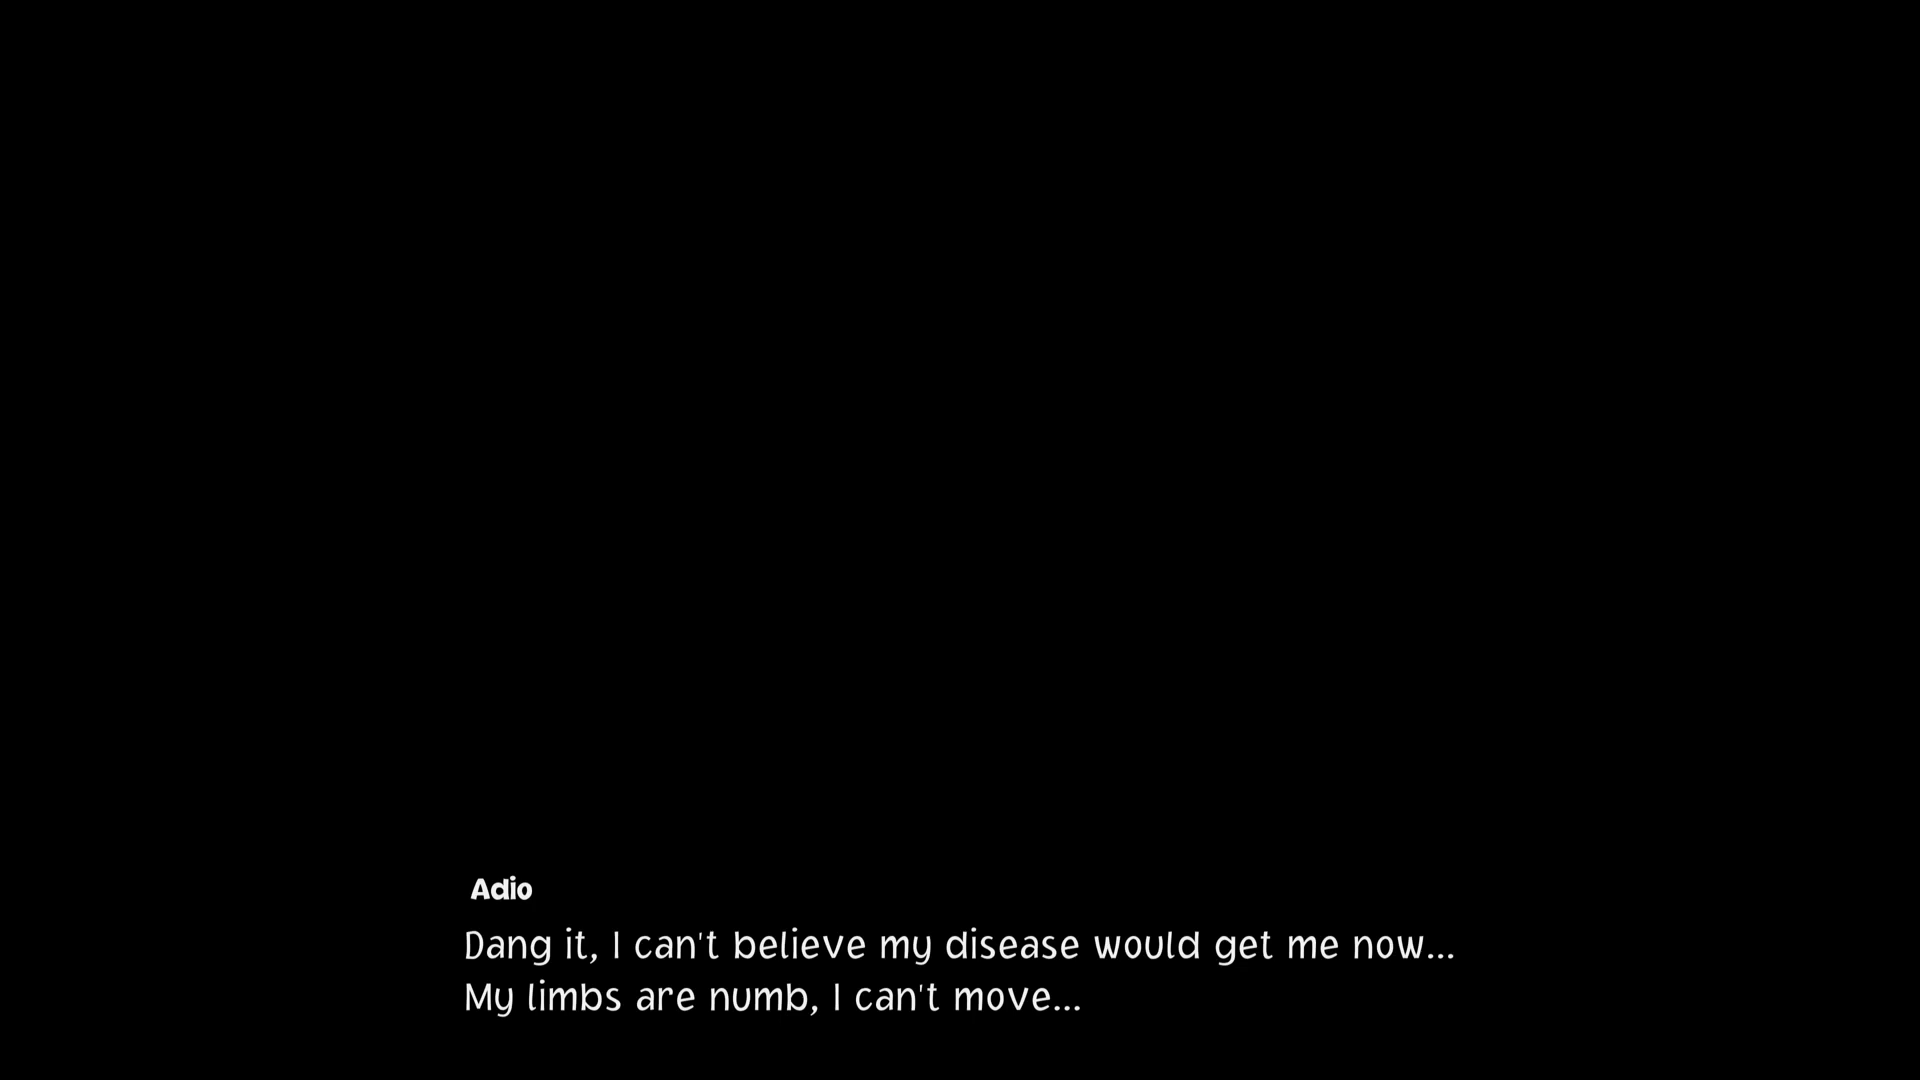 Adio
Dang it, I can't believe my disease would get me now...
My limbs are numb, I can't move...